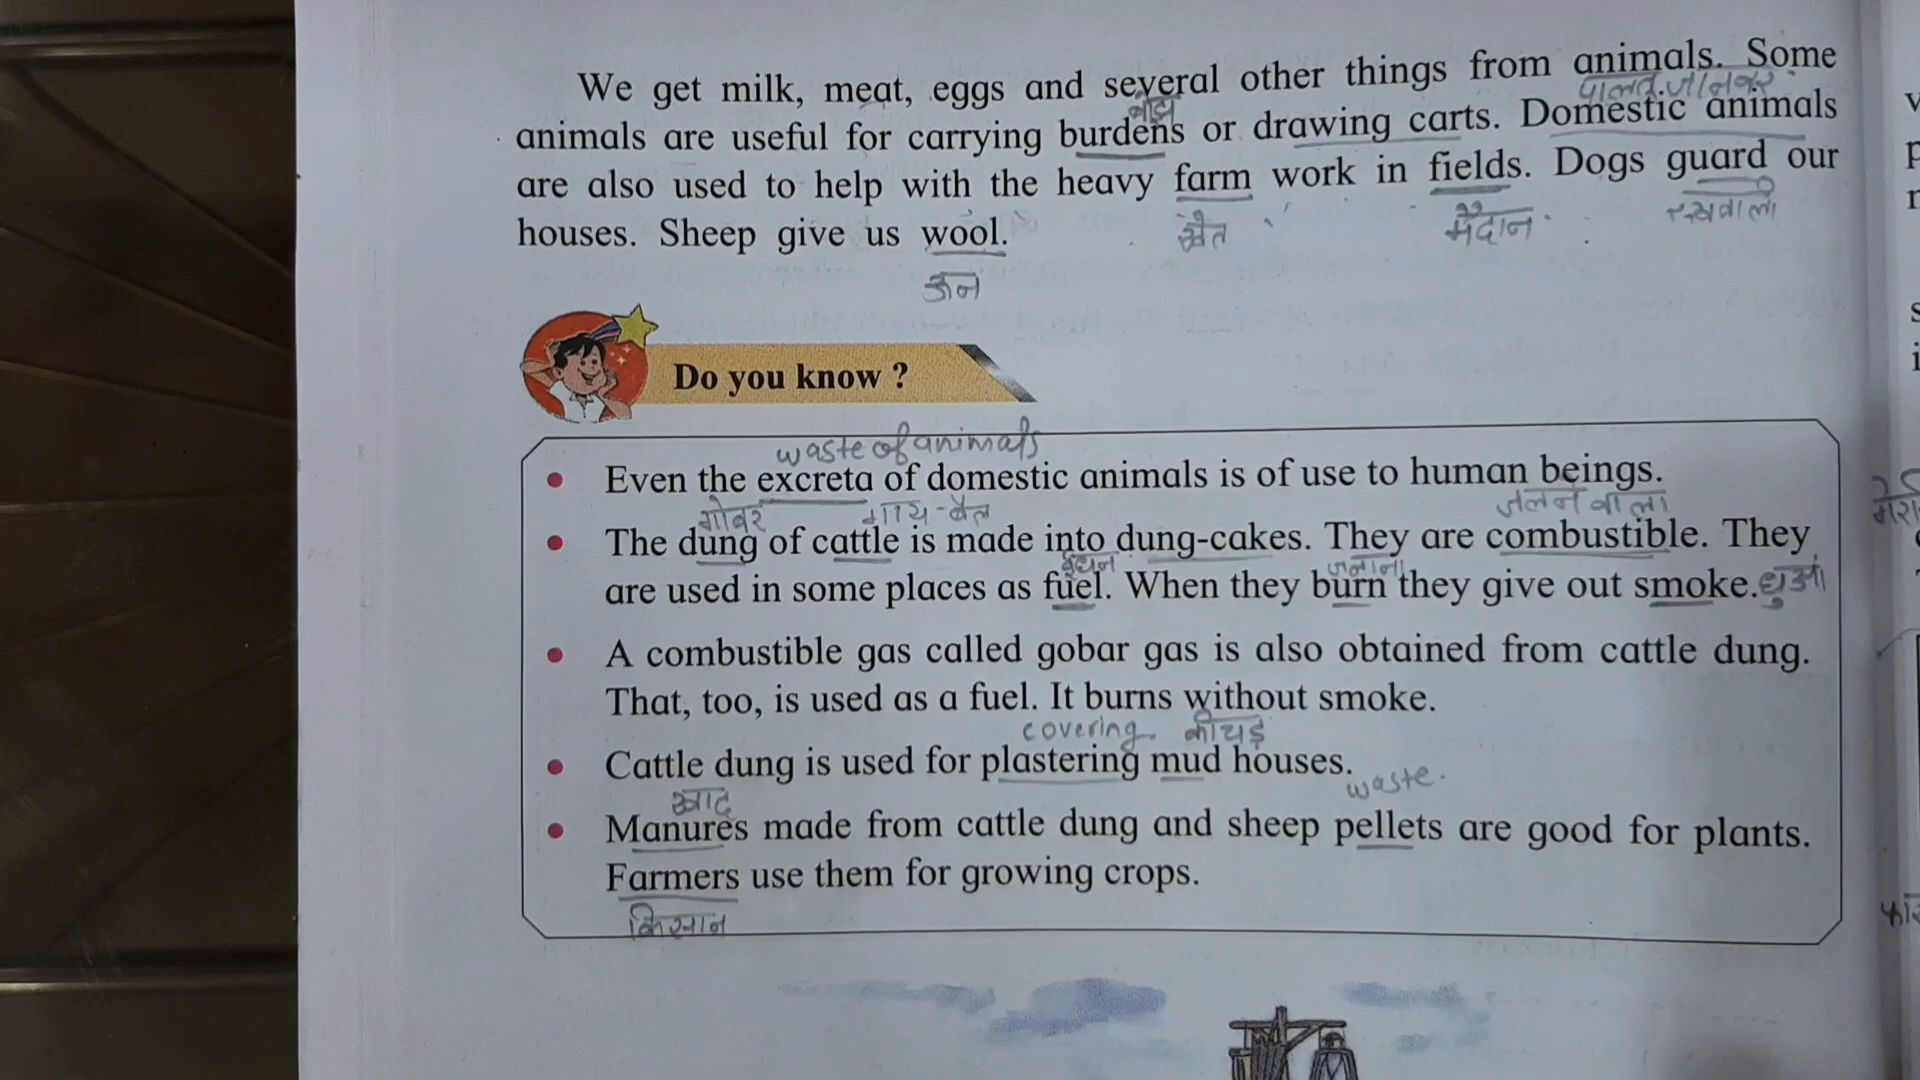 We get milk, meat, eggs and several other things from animals. Some
पालतू जानवर
बोझ
animals are useful for carrying burdens or drawing carts. Domestic animals
are also used to help with the heavy farm work in fields. Dogs guard our
खेत मैदान रखवाली
houses. Sheep give us wool.
ऊन
Do you know ?
waste of animals
Even the excreta of domestic animals is of use to human beings.
गोबर गाय-बैल जलने वाला
The dung of cattle is made into dung-cakes. They are combustible. They
ईंधन जलाना
are used in some places as fuel. When they burn they give out smoke. धुआँ
A combustible gas called gobar gas is also obtained from cattle dung.
That, too, is used as a fuel. It burns without smoke.
covering कीचड़
Cattle dung is used for plastering mud houses.
खाद waste.
Manures made from cattle dung and sheep pellets are good for plants.
Farmers use them for growing crops.
किसान